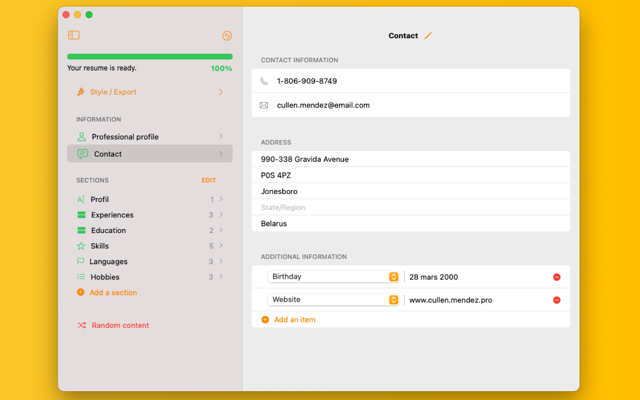 Your resume is ready. 100%
Style / Export
INFORMATION
Professional profile
Contact
SECTIONS EDIT
Profil 1
Experiences 3
Education 2
Skills 5
Languages 3
Hobbies 3
Add a section
Random content
Contact
CONTACT INFORMATION
1-806-909-8749
cullen.mendez@email.com
ADDRESS
990-338 Gravida Avenue
P0S 4PZ
Jonesboro
State/Region
Belarus
ADDITIONAL INFORMATION
Birthday 28 mars 2000
Website www.cullen.mendez.pro
Add an item